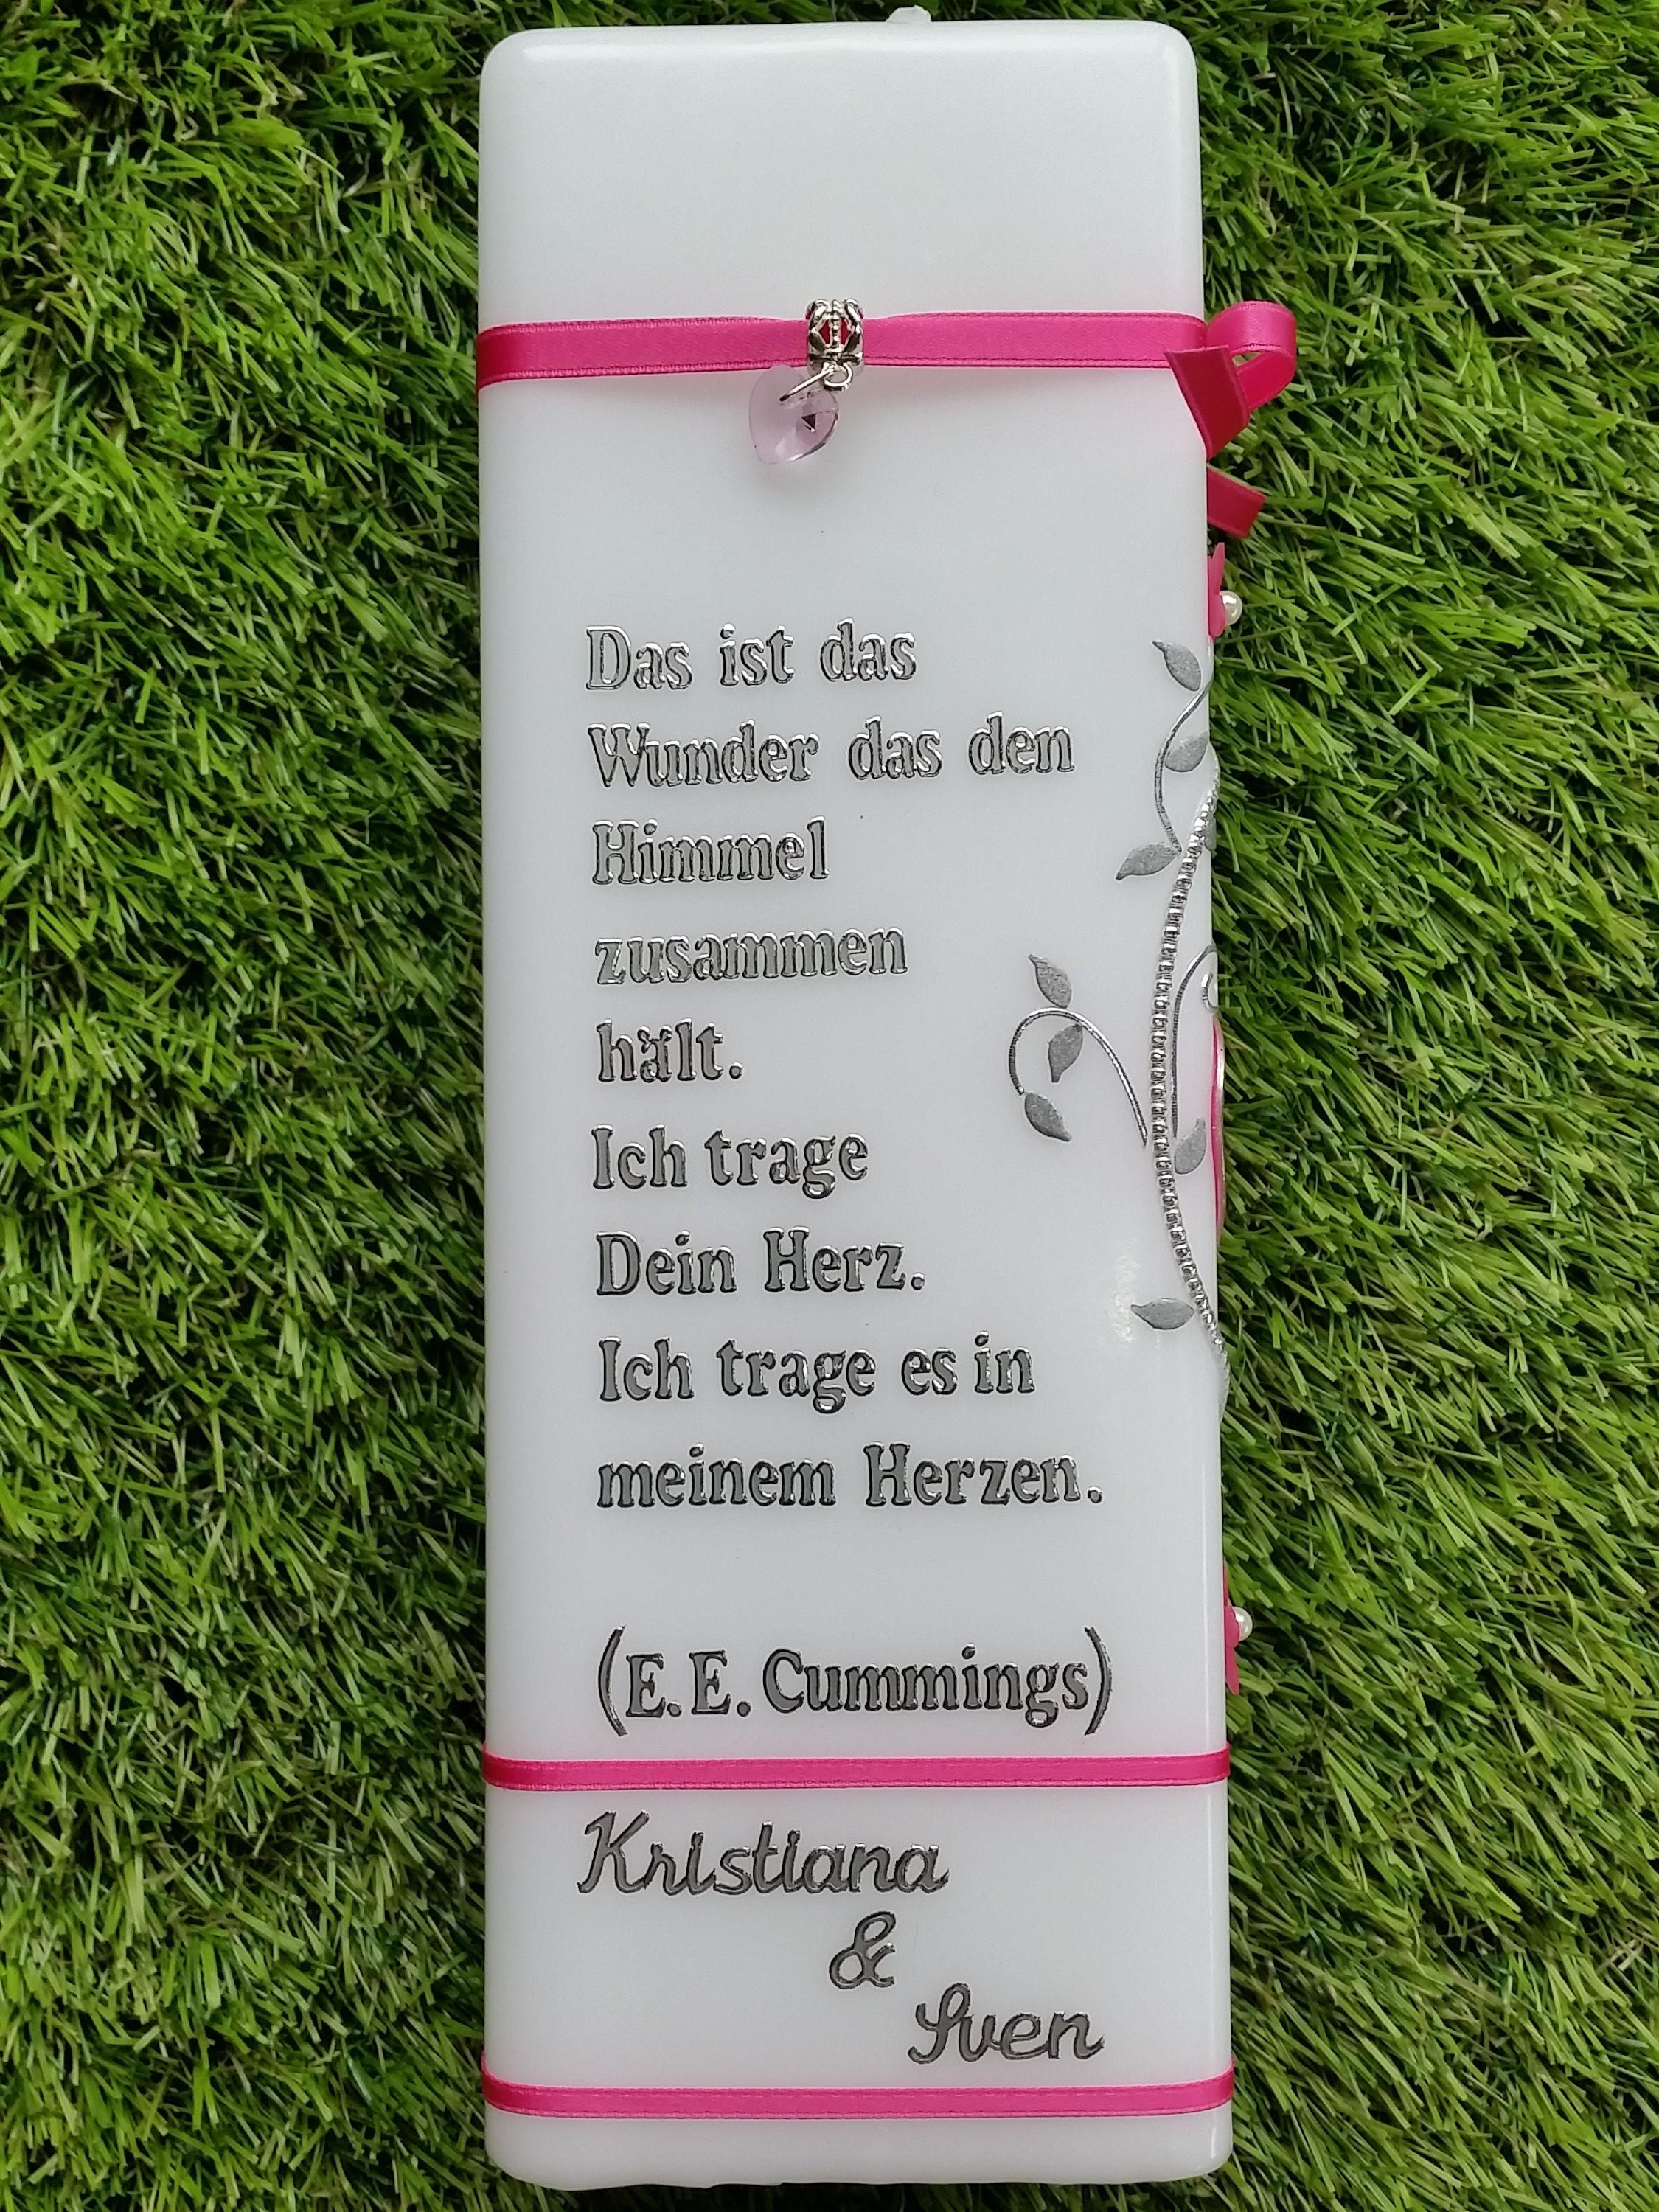 Das ist das
Wunder das den
Himmel
zusammen
hält.
Ich trage
Dein Herz.
Ich trage es in
meinem Herzen.
(E. E. Cummings)
Kristiana
&
Sven